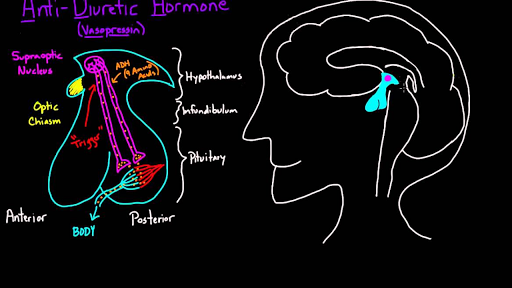 Anti-Diuretic Hormone
(Vasopressin)
Supraoptic
Nucleus
ADH
(9 Amino
Acids)
Hypothalamus
Optic
Chiasm
Infundibulum
"Trigger"
Pituitary
Anterior
Posterior
BODY